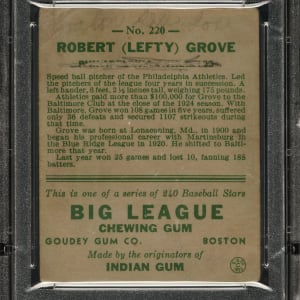 — No. 220 —
ROBERT (LEFTY) GROVE
Speed ball pitcher of the Philadelphia Athletics. Led
the pitchers of the league four years in succession. A
left hander, 6 feet, 2½ inches tall, weighing 175 pounds.
Athletics paid more than $100,000 for Grove to the
Baltimore Club at the close of the 1924 season. With
Baltimore, Grove won 108 games in five years, suffered
only 36 defeats and secured 1107 strikeouts during
that time.
Grove was born at Lonaconing, Md., in 1900 and
began his professional career with Martinsburg in
the Blue Ridge League in 1920. He shifted to Balti-
more that year.
Last year won 25 games and lost 10, fanning 188
batters.
This is one of a series of 240 Baseball Stars
BIG LEAGUE
CHEWING GUM
GOUDEY GUM CO. BOSTON
Made by the originators of
INDIAN GUM